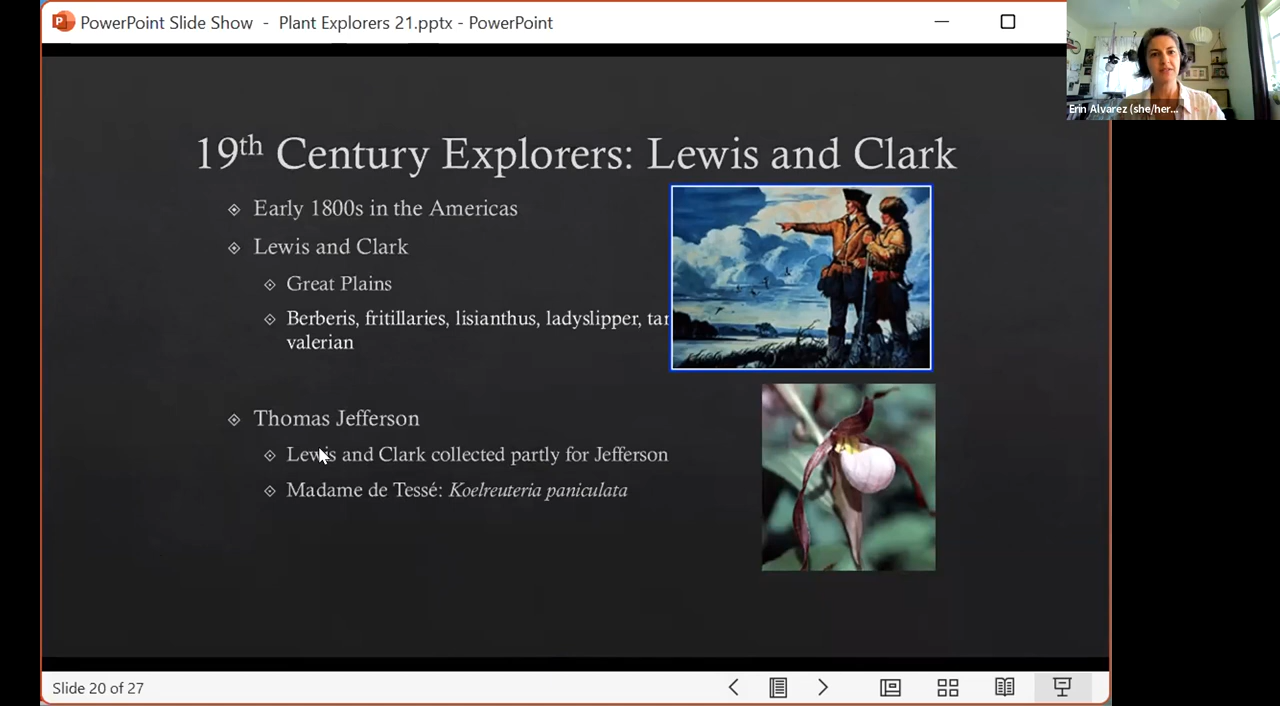 PowerPoint Slide Show - Plant Explorers 21.pptx - PowerPoint
Erin Alvarez (she/her...
19th Century Explorers: Lewis and Clark
Early 1800s in the Americas
Lewis and Clark
Great Plains
Berberis, fritillaries, lisianthus, ladyslipper,
valerian
Thomas Jefferson
Lewis and Clark collected partly for Jefferson
Madame de Tessé: Koelreuteria paniculata
Slide 20 of 27